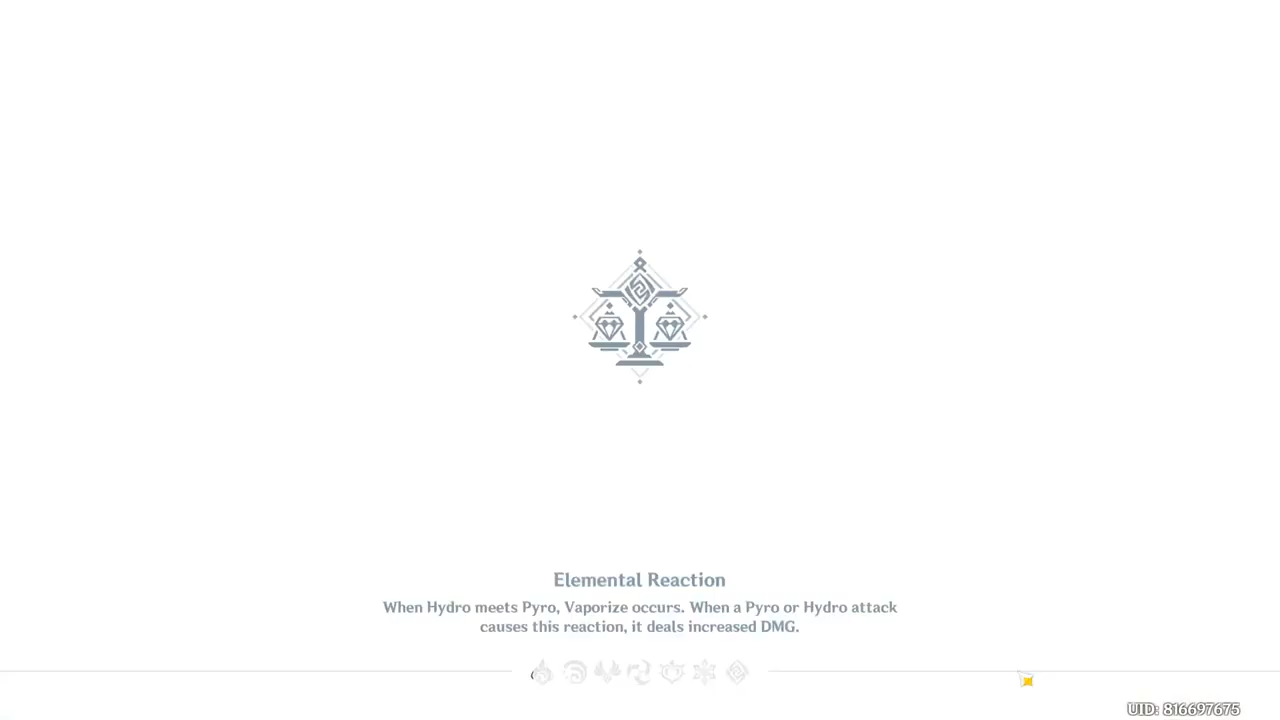 Elemental Reaction
When Hydro meets Pyro, Vaporize occurs. When a Pyro or Hydro attack
causes this reaction, it deals increased DMG.
UID: 816697675